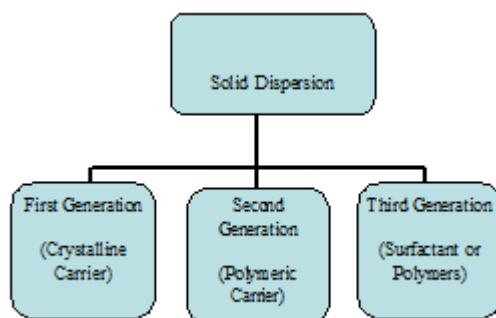 Solid Dispersion
First Generation
(Crystalline
Carrier)
Second
Generation
(Polymeric
Carrier)
Third Generation
(Surfactant or
Polymers)